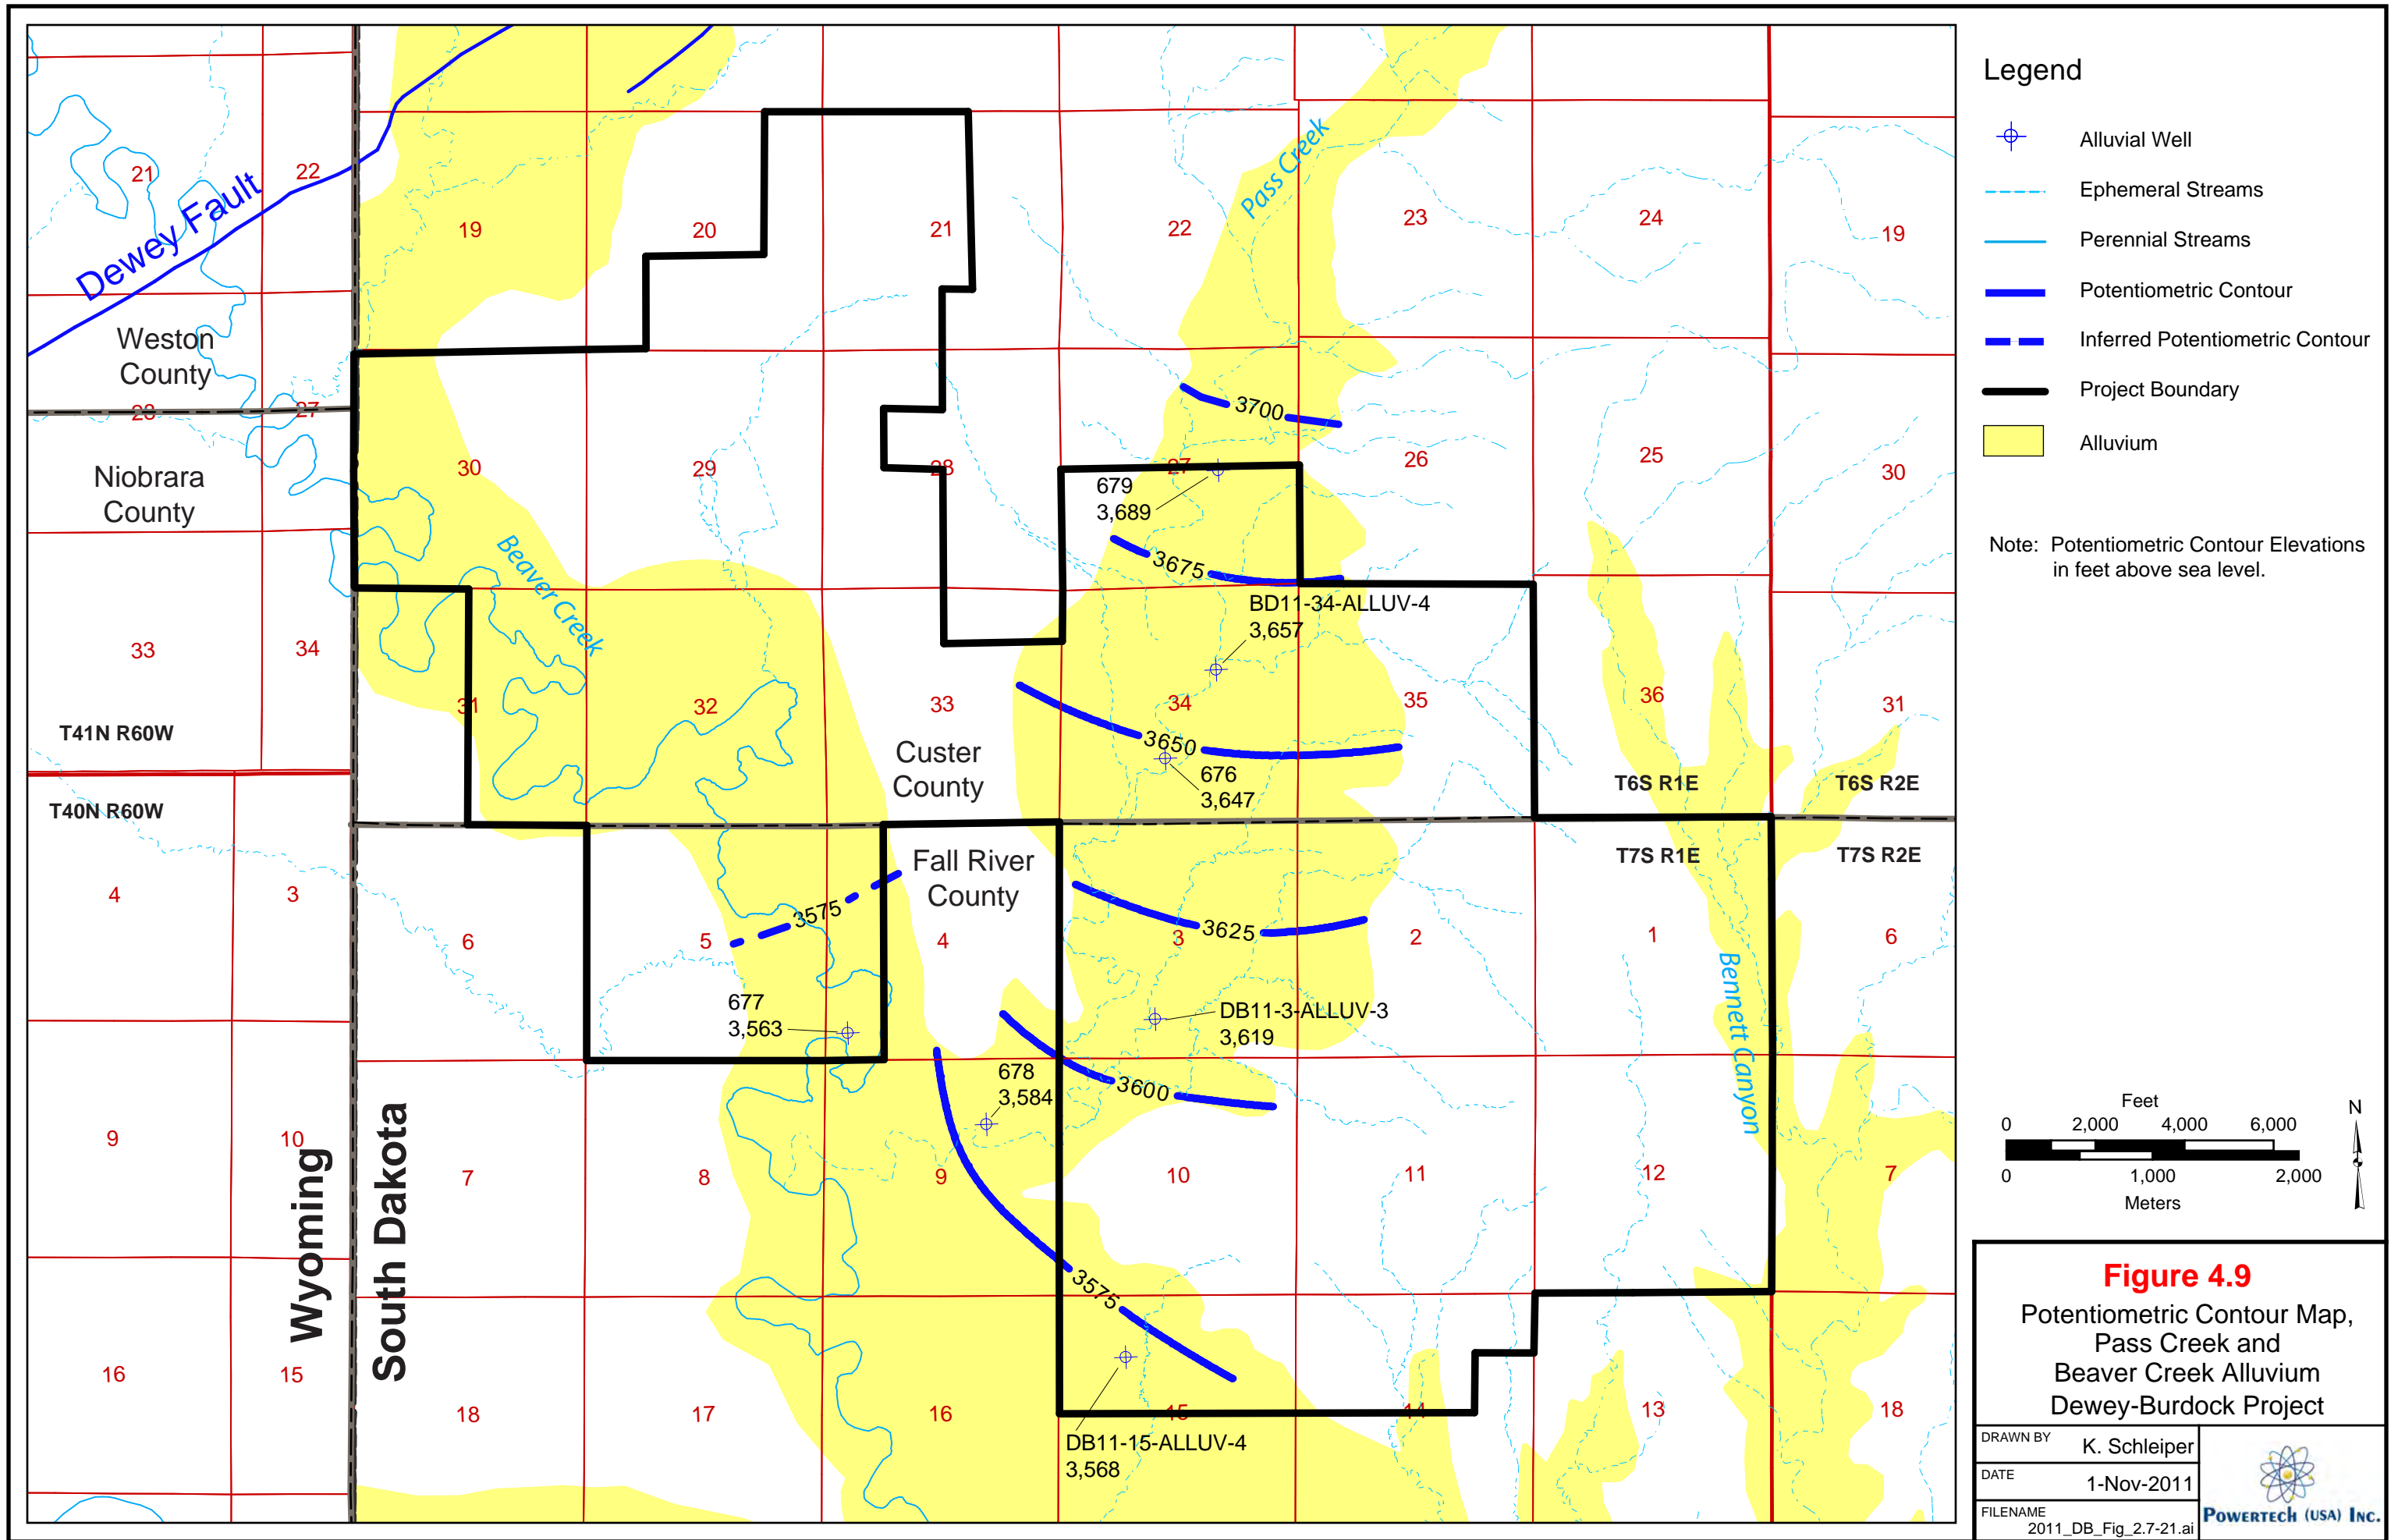 21
22
19
20
21
22
23
24
19
Dewey Fault
Pass Creek
Weston
County
28
27
3700
Niobrara
County
30
29
28
27
26
25
30
679
3,689
3675
Beaver Creek
BD11-34-ALLUV-4
3,657
33
34
31
32
33
34
35
36
31
T41N R60W
3650
Custer
County
676
3,647
T6S R1E
T6S R2E
T40N R60W
T7S R1E
T7S R2E
Fall River
County
4
3
6
5
4
3
2
1
6
3575
3625
Bennett Canyon
677
3,563
DB11-3-ALLUV-3
3,619
678
3,584
3600
9
10
7
8
9
10
11
12
7
Wyoming
South Dakota
3575
16
15
18
17
16
15
14
13
18
DB11-15-ALLUV-4
3,568
Legend
Alluvial Well
Ephemeral Streams
Perennial Streams
Potentiometric Contour
Inferred Potentiometric Contour
Project Boundary
Alluvium
Note: Potentiometric Contour Elevations
in feet above sea level.
Feet
0 2,000 4,000 6,000
0 1,000 2,000
Meters
N
Figure 4.9
Potentiometric Contour Map,
Pass Creek and
Beaver Creek Alluvium
Dewey-Burdock Project
DRAWN BY K. Schleiper
DATE 1-Nov-2011
FILENAME 2011_DB_Fig_2.7-21.ai
POWERTECH (USA) INC.